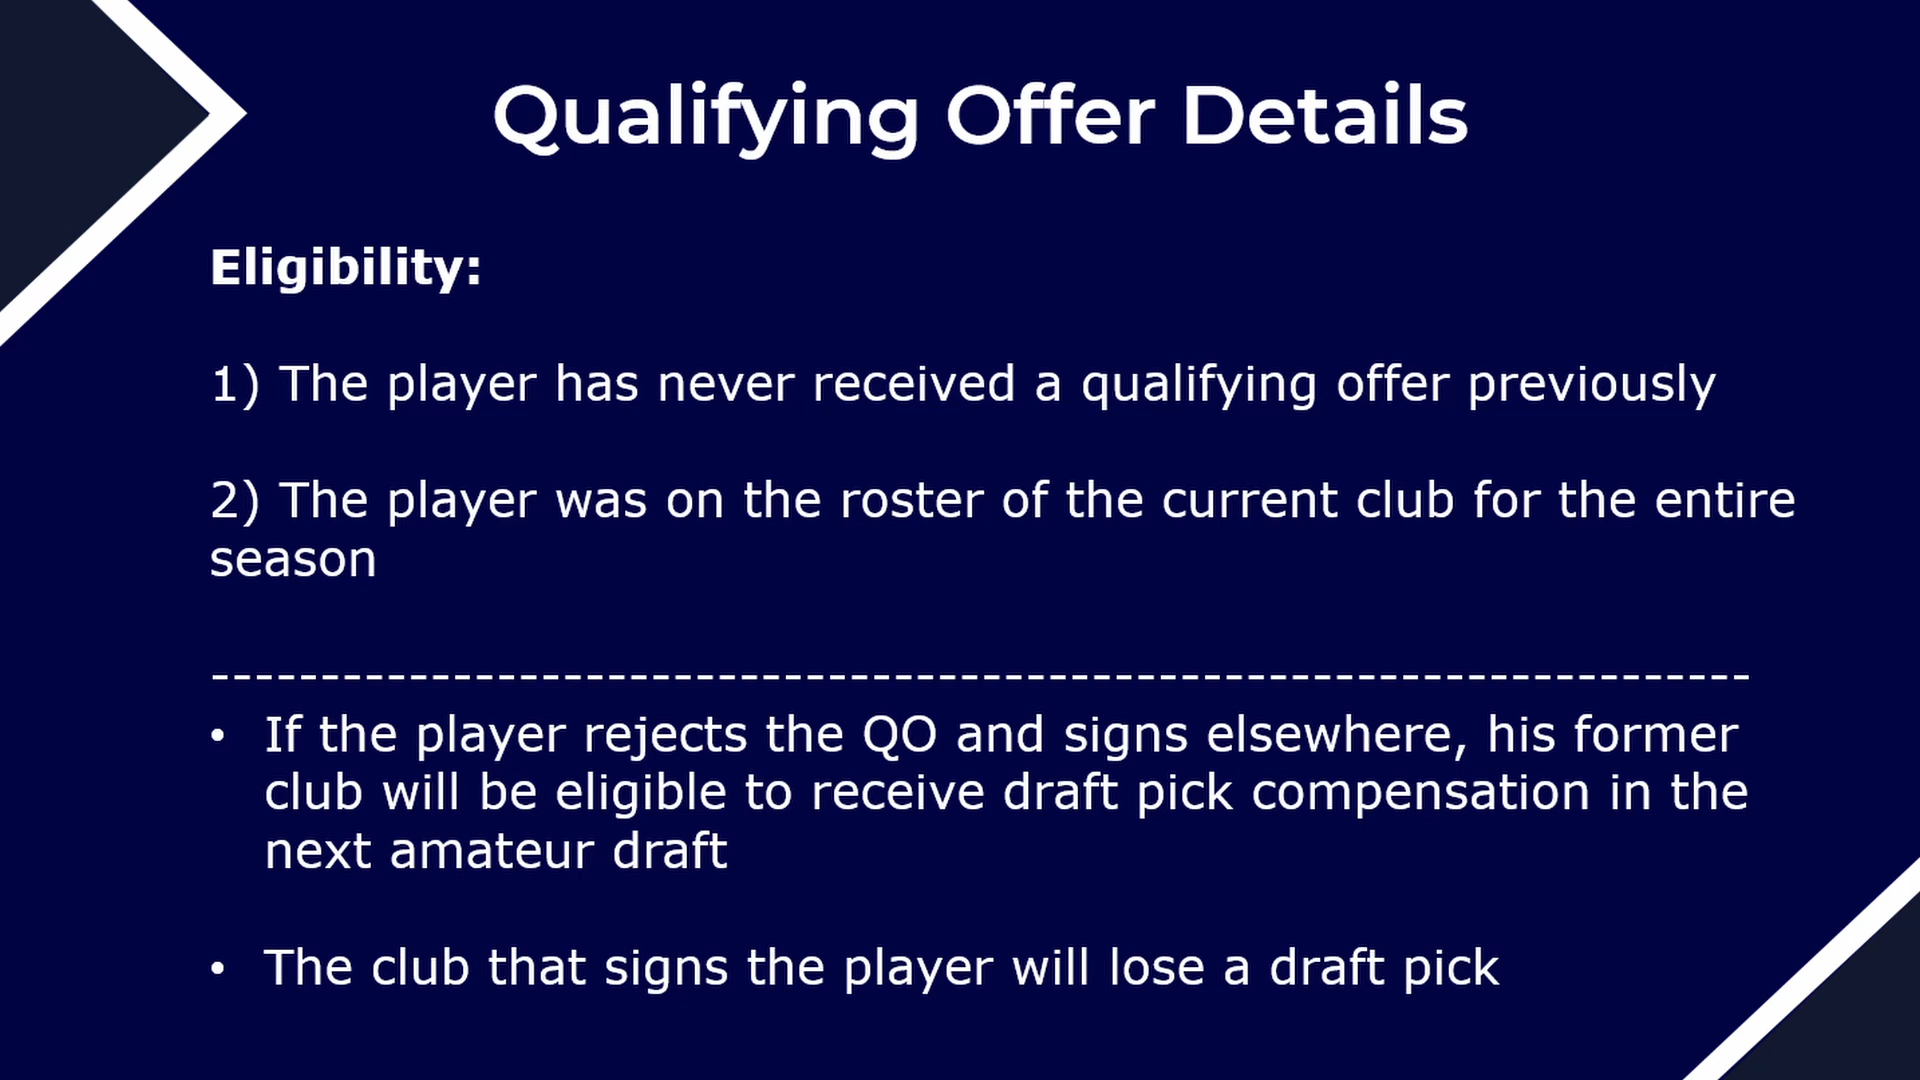 Qualifying Offer Details
Eligibility:
1) The player has never received a qualifying offer previously
2) The player was on the roster of the current club for the entire
season
-----------------------------------------------------------------------
• If the player rejects the QO and signs elsewhere, his former
club will be eligible to receive draft pick compensation in the
next amateur draft
• The club that signs the player will lose a draft pick